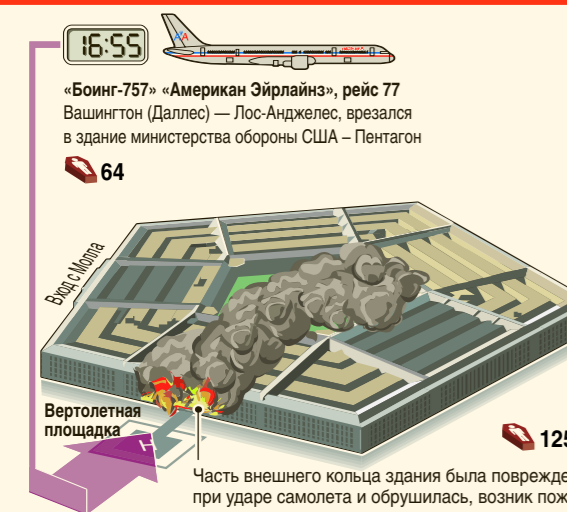 16:55
«Боинг-757» «Американ Эйрлайнз», рейс 77
Вашингтон (Даллес) — Лос-Анджелес, врезался
в здание министерства обороны США – Пентагон
64
Вход с Молла
Вертолетная
площадка
H
125
Часть внешнего кольца здания была поврежде
при ударе самолета и обрушилась, возник пож